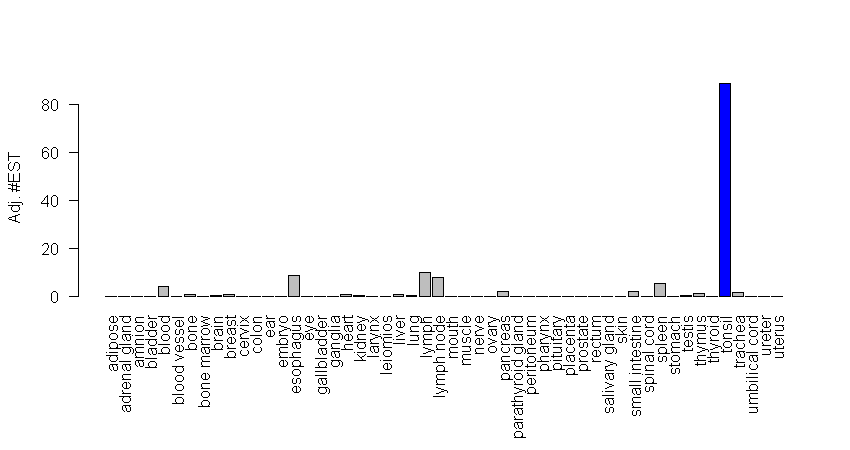 Adj. #EST
80
60
40
20
0
adipose
adrenal gland
amnion
bladder
blood
blood vessel
bone
bone marrow
brain
breast
cervix
colon
ear
embryo
esophagus
eye
gallbladder
ganglia
heart
kidney
larynx
leiomios
liver
lung
lymph
lymph node
mouth
muscle
nerve
ovary
pancreas
parathyroid gland
peritoneum
pharynx
pituitary
placenta
prostate
rectum
salivary gland
skin
small intestine
spinal cord
spleen
stomach
testis
thymus
thyroid
tonsil
trachea
umbilical cord
ureter
uterus